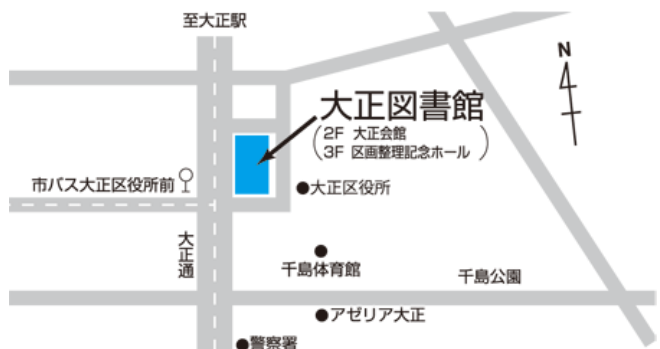 至大正駅
N
大正図書館
(2F 大正会館
3F 区画整理記念ホール)
市バス大正区役所前
●大正区役所
大正通
千島体育館
千島公園
●アゼリア大正
●警察署